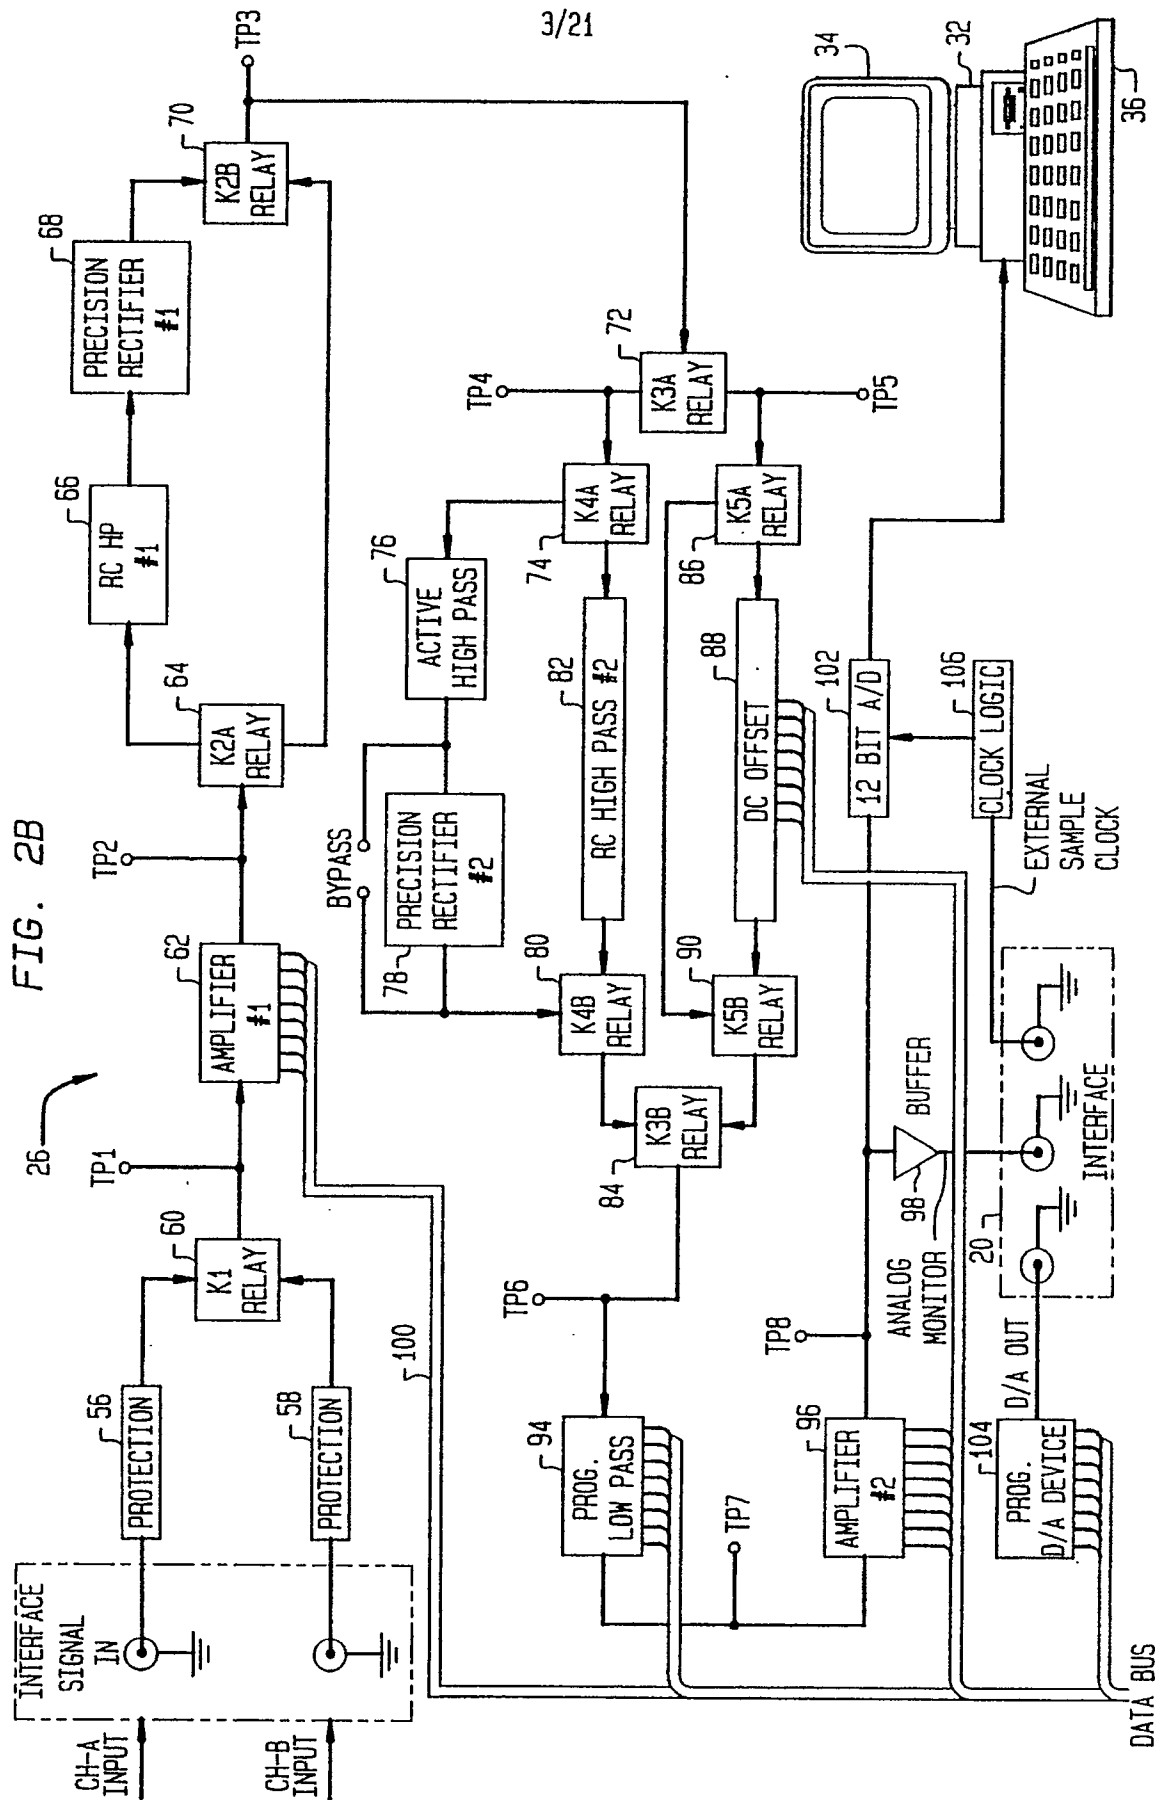 3/21
FIG. 2B
26
CH-A
INPUT
CH-B
INPUT
INTERFACE
SIGNAL
IN
PROTECTION
56
PROTECTION
58
K1
RELAY
60
TP1
AMPLIFIER
#1
62
TP2
K2A
RELAY
64
RC HP
#1
66
PRECISION
RECTIFIER
#1
68
K2B
RELAY
70
TP3
100
BYPASS
PRECISION
RECTIFIER
#2
78
ACTIVE
HIGH PASS
76
TP4
K3A
RELAY
72
TP5
K4A
RELAY
74
RC HIGH PASS #2
82
K4B
RELAY
80
K5A
RELAY
86
DC OFFSET
88
K5B
RELAY
90
K3B
RELAY
84
TP6
PROG.
LOW PASS
94
TP7
AMPLIFIER
#2
96
TP8
BUFFER
98
ANALOG
MONITOR
12 BIT A/D
102
CLOCK LOGIC
106
EXTERNAL
SAMPLE
CLOCK
INTERFACE
20
D/A OUT
PROG.
D/A DEVICE
104
DATA BUS
34
32
36